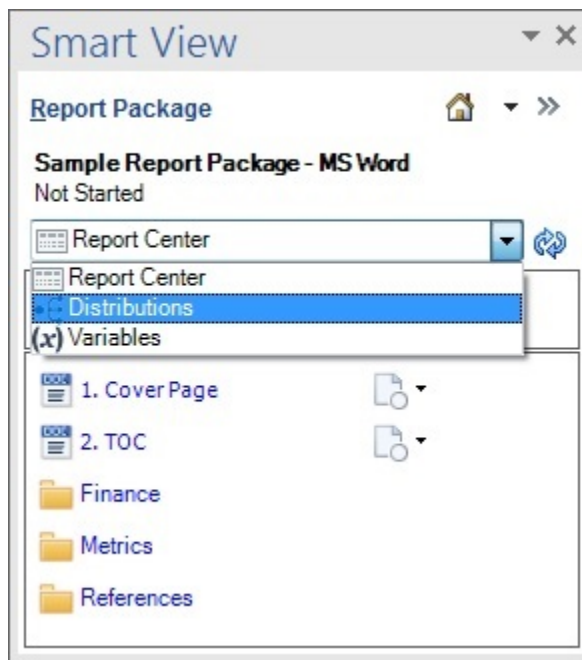 Smart View
Report Package
Sample Report Package - MS Word
Not Started
Report Center
Report Center
Distributions
(x) Variables
1. Cover Page
2. TOC
Finance
Metrics
References